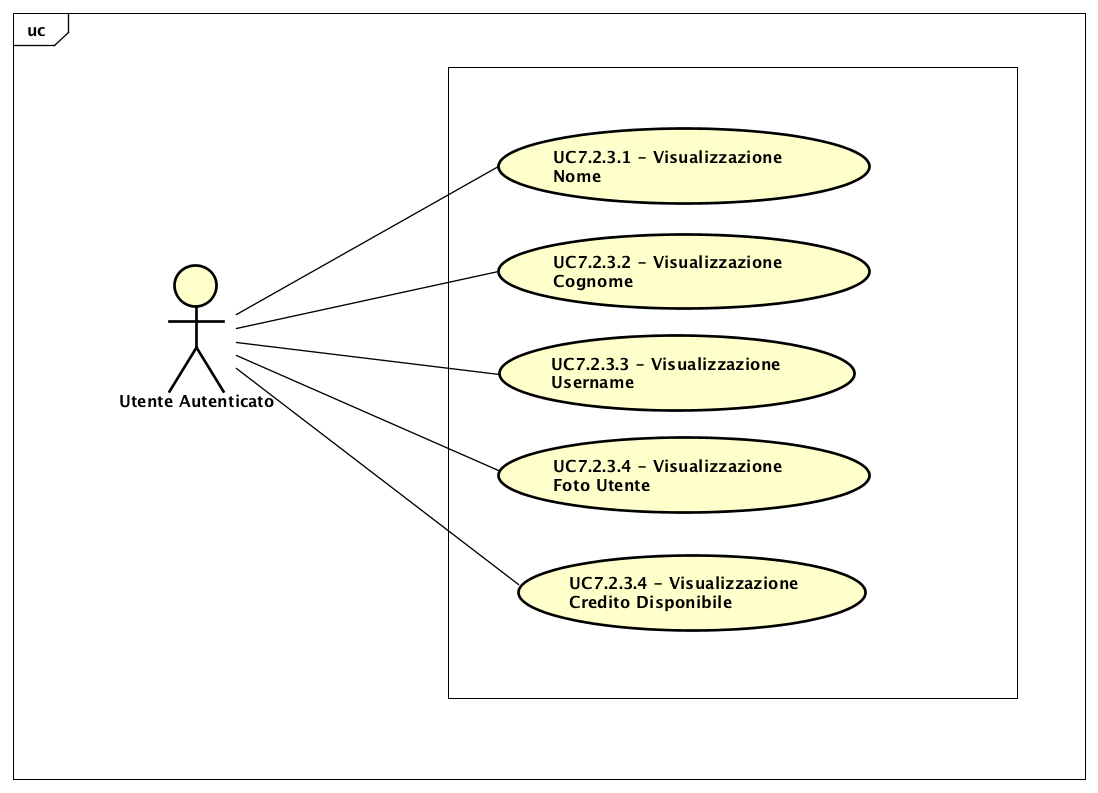 uc
UC7.2.3.1 – Visualizzazione
Nome
UC7.2.3.2 – Visualizzazione
Cognome
UC7.2.3.3 – Visualizzazione
Username
Utente Autenticato
UC7.2.3.4 – Visualizzazione
Foto Utente
UC7.2.3.4 – Visualizzazione
Credito Disponibile